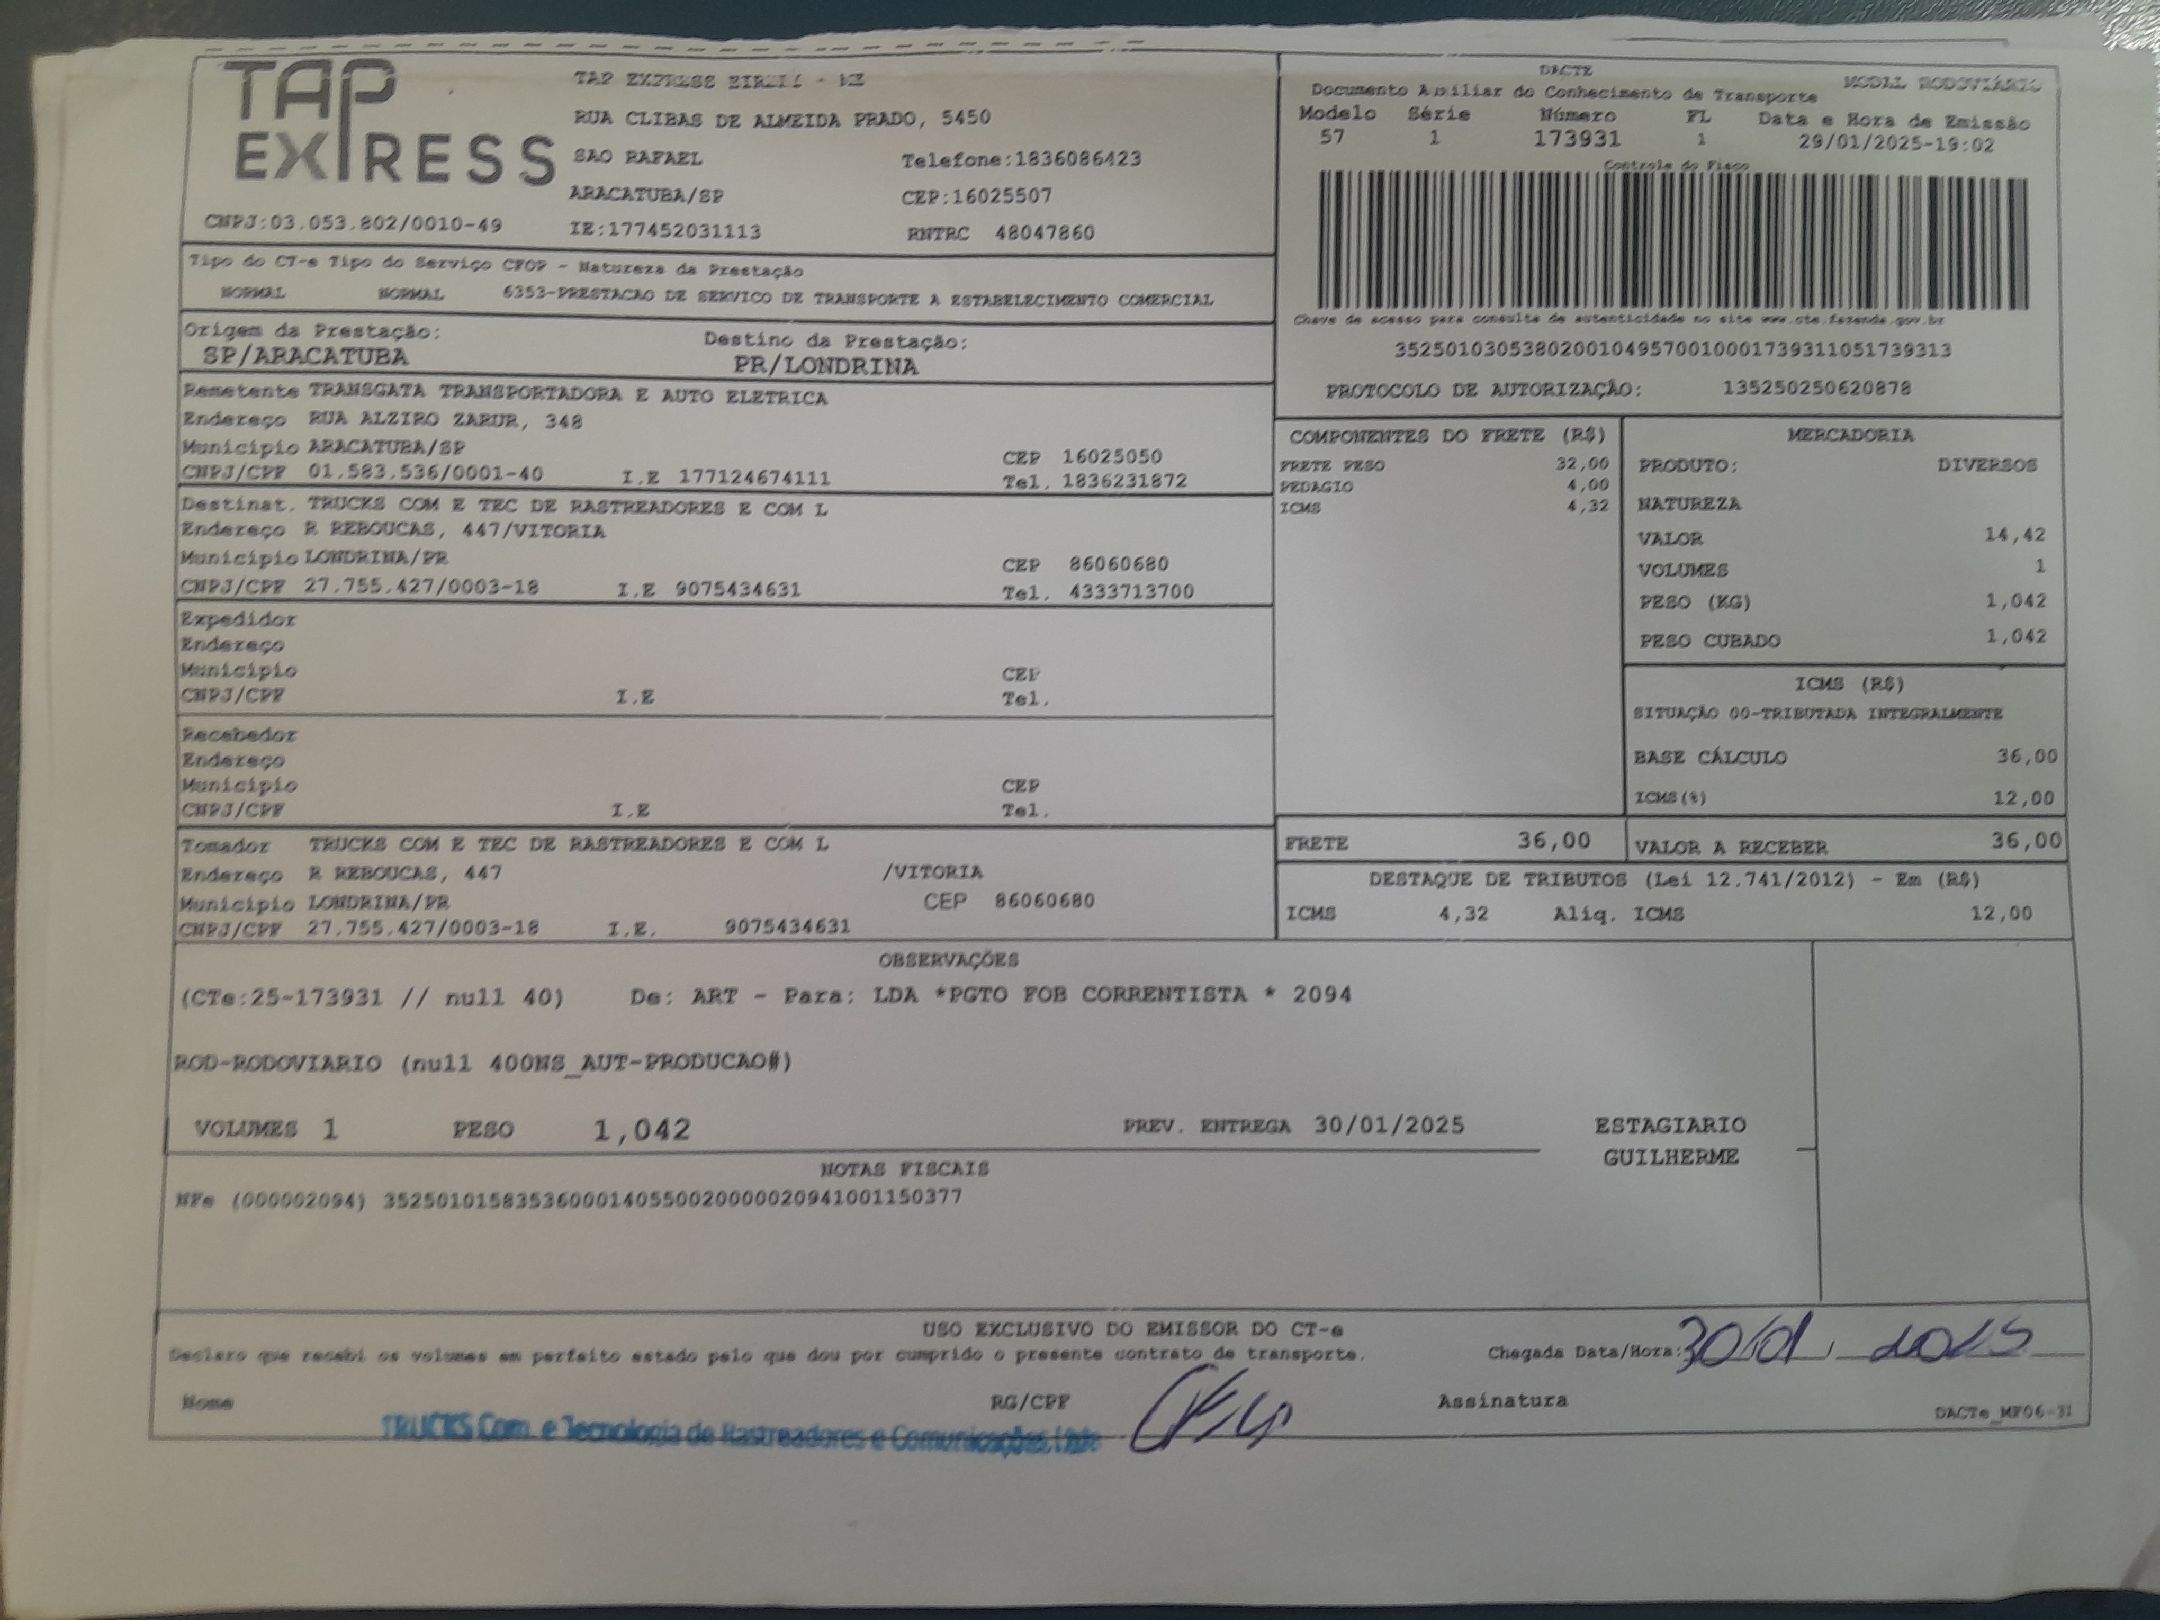 TAP EXPRESS
TAP EXPRESS EIRELI - ME
RUA CLIBAS DE ALMEIDA PRADO, 5450
SAO RAFAEL Telefone:1836086423
ARACATUBA/SP CEP:16025507
CNPJ:03.053.802/0010-49 IE:177452031113 RNTRC 48047860
DACTE MODAL RODOVIÁRIO
Documento Auxiliar do Conhecimento de Transporte
Modelo Série Número FL Data e Hora de Emissão
57 1 173931 1 29/01/2025-19:02
Controle do Fisco
Chave de acesso para consulta de autenticidade no site www.cte.fazenda.gov.br
35250103053802001049570010001739311051739313
PROTOCOLO DE AUTORIZAÇÃO: 135250250620878
Tipo do CT-e Tipo do Serviço CFOP - Natureza da Prestação
NORMAL NORMAL 6353-PRESTACAO DE SERVICO DE TRANSPORTE A ESTABELECIMENTO COMERCIAL
Origem da Prestação: Destino da Prestação:
SP/ARACATUBA PR/LONDRINA
Remetente TRANSGATA TRANSPORTADORA E AUTO ELETRICA
Endereço RUA ALZIRO ZARUR, 348
Município ARACATUBA/SP CEP 16025050
CNPJ/CPF 01.583.536/0001-40 I.E 177124674111 Tel. 1836231872
Destinat. TRUCKS COM E TEC DE RASTREADORES E COM L
Endereço R REBOUCAS, 447/VITORIA
Município LONDRINA/PR CEP 86060680
CNPJ/CPF 27.755.427/0003-18 I.E 9075434631 Tel. 4333713700
Expedidor
Endereço
Município CEP
CNPJ/CPF I.E Tel.
Recebedor
Endereço
Município CEP
CNPJ/CPF I.E Tel.
Tomador TRUCKS COM E TEC DE RASTREADORES E COM L
Endereço R REBOUCAS, 447 /VITORIA
Município LONDRINA/PR CEP 86060680
CNPJ/CPF 27.755.427/0003-18 I.E. 9075434631
COMPONENTES DO FRETE (R$)
FRETE PESO 32,00
PEDAGIO 4,00
ICMS 4,32
MERCADORIA
PRODUTO: DIVERSOS
NATUREZA
VALOR 14,42
VOLUMES 1
PESO (KG) 1,042
PESO CUBADO 1,042
ICMS (R$)
SITUAÇÃO 00-TRIBUTADA INTEGRALMENTE
BASE CÁLCULO 36,00
ICMS(%) 12,00
FRETE 36,00 VALOR A RECEBER 36,00
DESTAQUE DE TRIBUTOS (Lei 12.741/2012) - Em (R$)
ICMS 4,32 Aliq. ICMS 12,00
OBSERVAÇÕES
(CTe:25-173931 // null 40) De: ART - Para: LDA *PGTO FOB CORRENTISTA * 2094
ROD-RODOVIARIO (null 400NS_AUT-PRODUCAO#)
VOLUMES 1 PESO 1,042 PREV. ENTREGA 30/01/2025 ESTAGIARIO
GUILHERME
NOTAS FISCAIS
NFe (000002094) 35250101583536000140550020000020941001150377
USO EXCLUSIVO DO EMISSOR DO CT-e
Declaro que recebi os volumes em perfeito estado pelo que dou por cumprido o presente contrato de transporte. Chegada Data/Hora: 30/01 2025
Nome RG/CPF Assinatura
DACTe_MF06-31
TRUCKS Com. e Tecnologia de Rastreadores e Comunicações Ltda